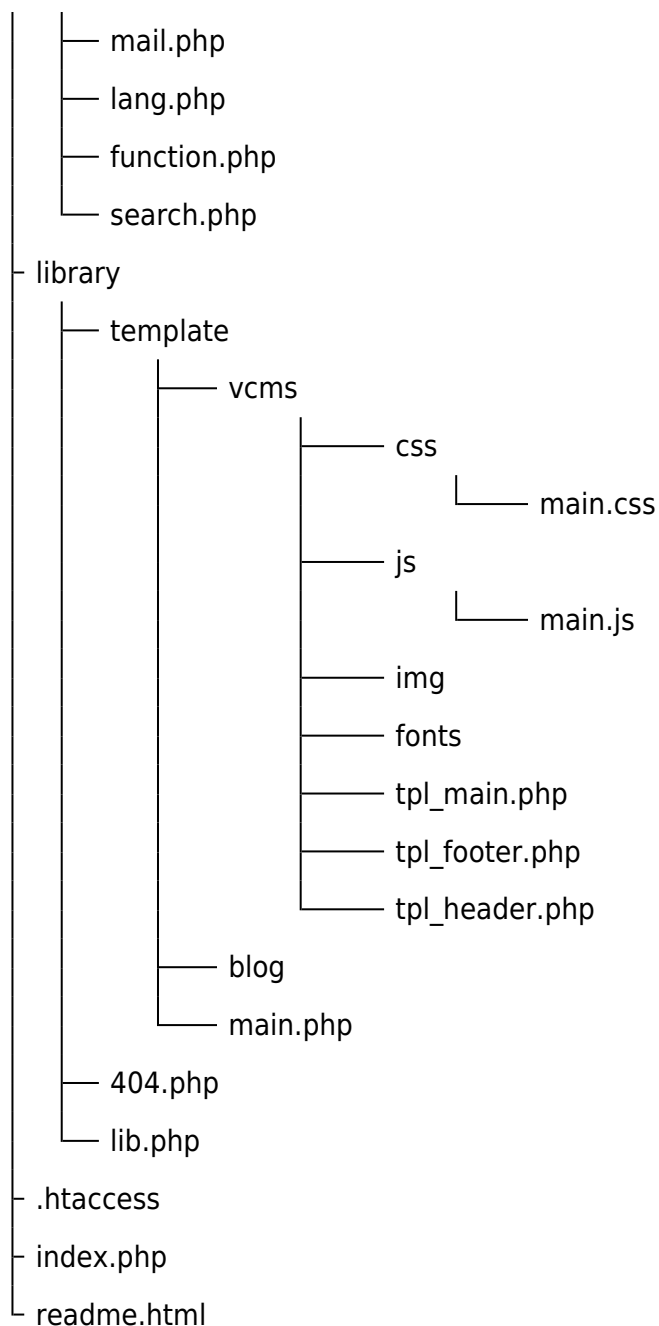 mail.php
lang.php
function.php
search.php
library
template
vcms
css
main.css
js
main.js
img
fonts
tpl_main.php
tpl_footer.php
tpl_header.php
blog
main.php
404.php
lib.php
.htaccess
index.php
readme.html